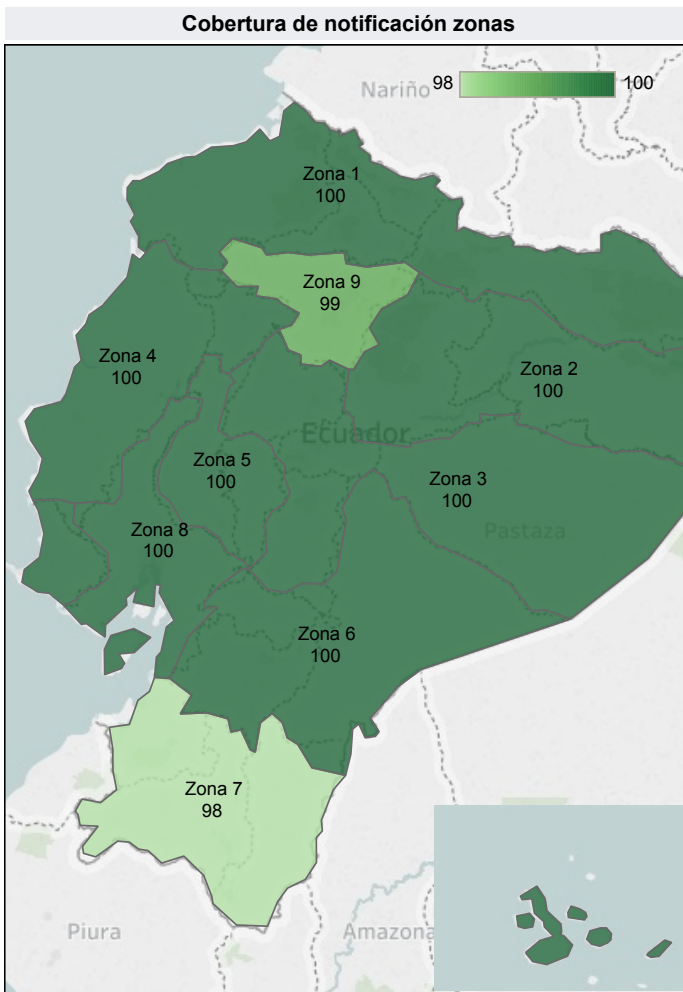 Cobertura de notificación zonas
98
100
Nariño
Zona 1
100
Zona 9
99
Zona 4
100
Zona 2
100
Ecuador
Zona 5
100
Zona 3
100
Pastaza
Zona 8
100
Zona 6
100
Zona 7
98
Piura
Amazona